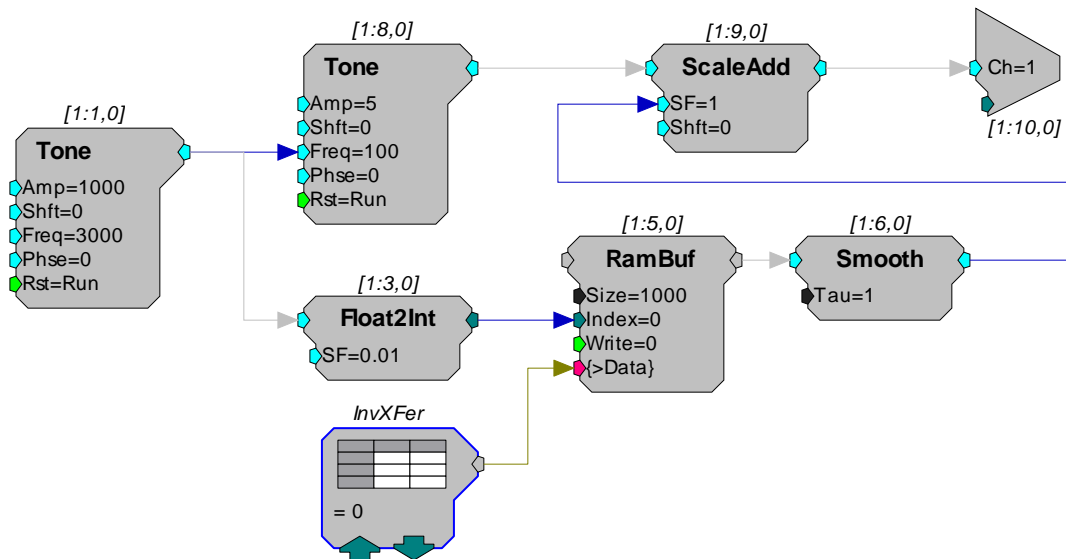 [1:1,0]
Tone
Amp=1000
Shft=0
Freq=3000
Phse=0
Rst=Run
[1:8,0]
Tone
Amp=5
Shft=0
Freq=100
Phse=0
Rst=Run
[1:9,0]
ScaleAdd
SF=1
Shft=0
Ch=1
[1:10,0]
[1:3,0]
Float2Int
SF=0.01
[1:5,0]
RamBuf
Size=1000
Index=0
Write=0
{>Data}
[1:6,0]
Smooth
Tau=1
InvXFer
= 0